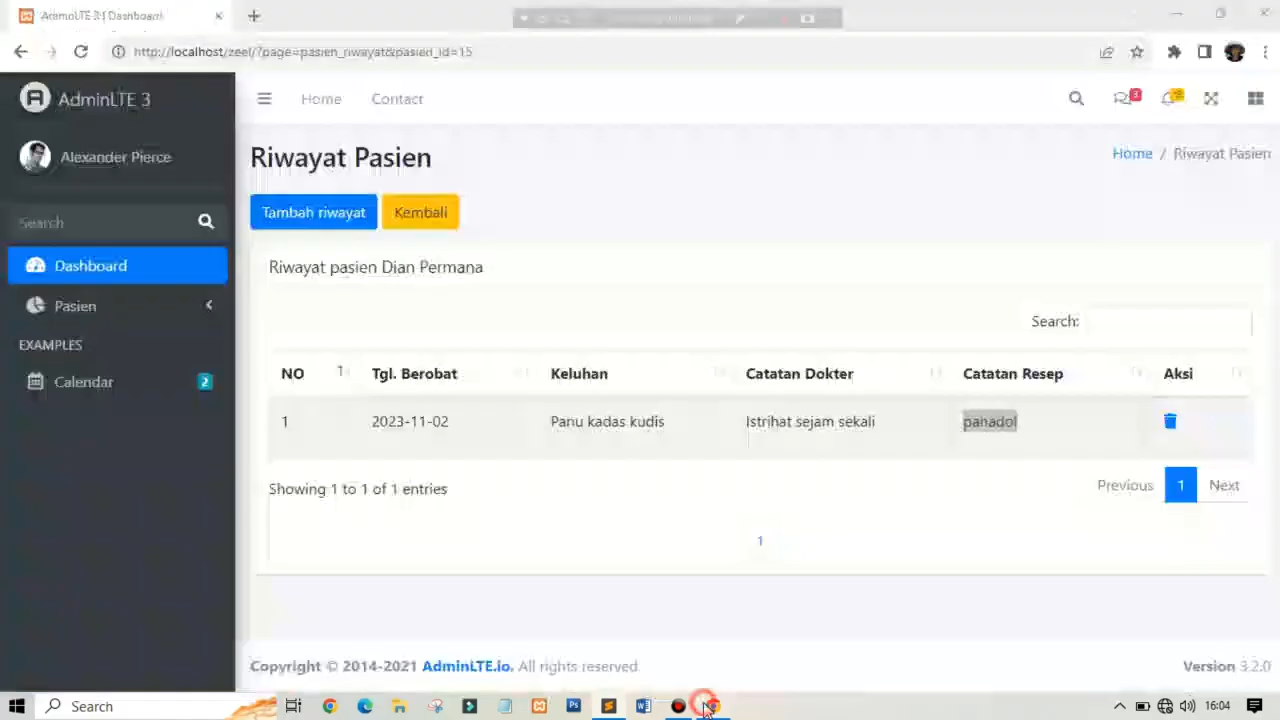 AdminLTE 3 | Dashboard
http://localhost/zeel/?page=pasien_riwayat&pasied_id=15
AdminLTE 3
Home Contact
3
Alexander Pierce
Riwayat Pasien
Home / Riwayat Pasien
Search
Tambah riwayat Kembali
Dashboard
Riwayat pasien Dian Permana
Pasien
Search:
EXAMPLES
NO Tgl. Berobat Keluhan Catatan Dokter Catatan Resep Aksi
Calendar 2
1 2023-11-02 Panu kadas kudis Istrihat sejam sekali panadol
Showing 1 to 1 of 1 entries
Previous 1 Next
1
Copyright © 2014-2021 AdminLTE.io. All rights reserved.
Version 3.2.0
Search
16:04